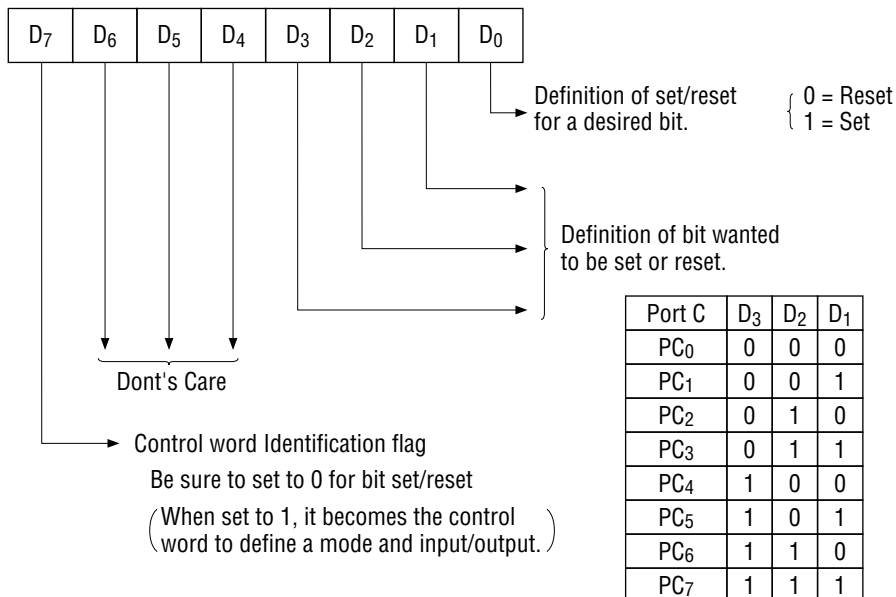 D7 D6 D5 D4 D3 D2 D1 D0
Definition of set/reset
for a desired bit.
0 = Reset
1 = Set
Definition of bit wanted
to be set or reset.
Dont's Care
Control word Identification flag
Be sure to set to 0 for bit set/reset
(When set to 1, it becomes the control
word to define a mode and input/output.)
Port C D3 D2 D1
PC0 0 0 0
PC1 0 0 1
PC2 0 1 0
PC3 0 1 1
PC4 1 0 0
PC5 1 0 1
PC6 1 1 0
PC7 1 1 1